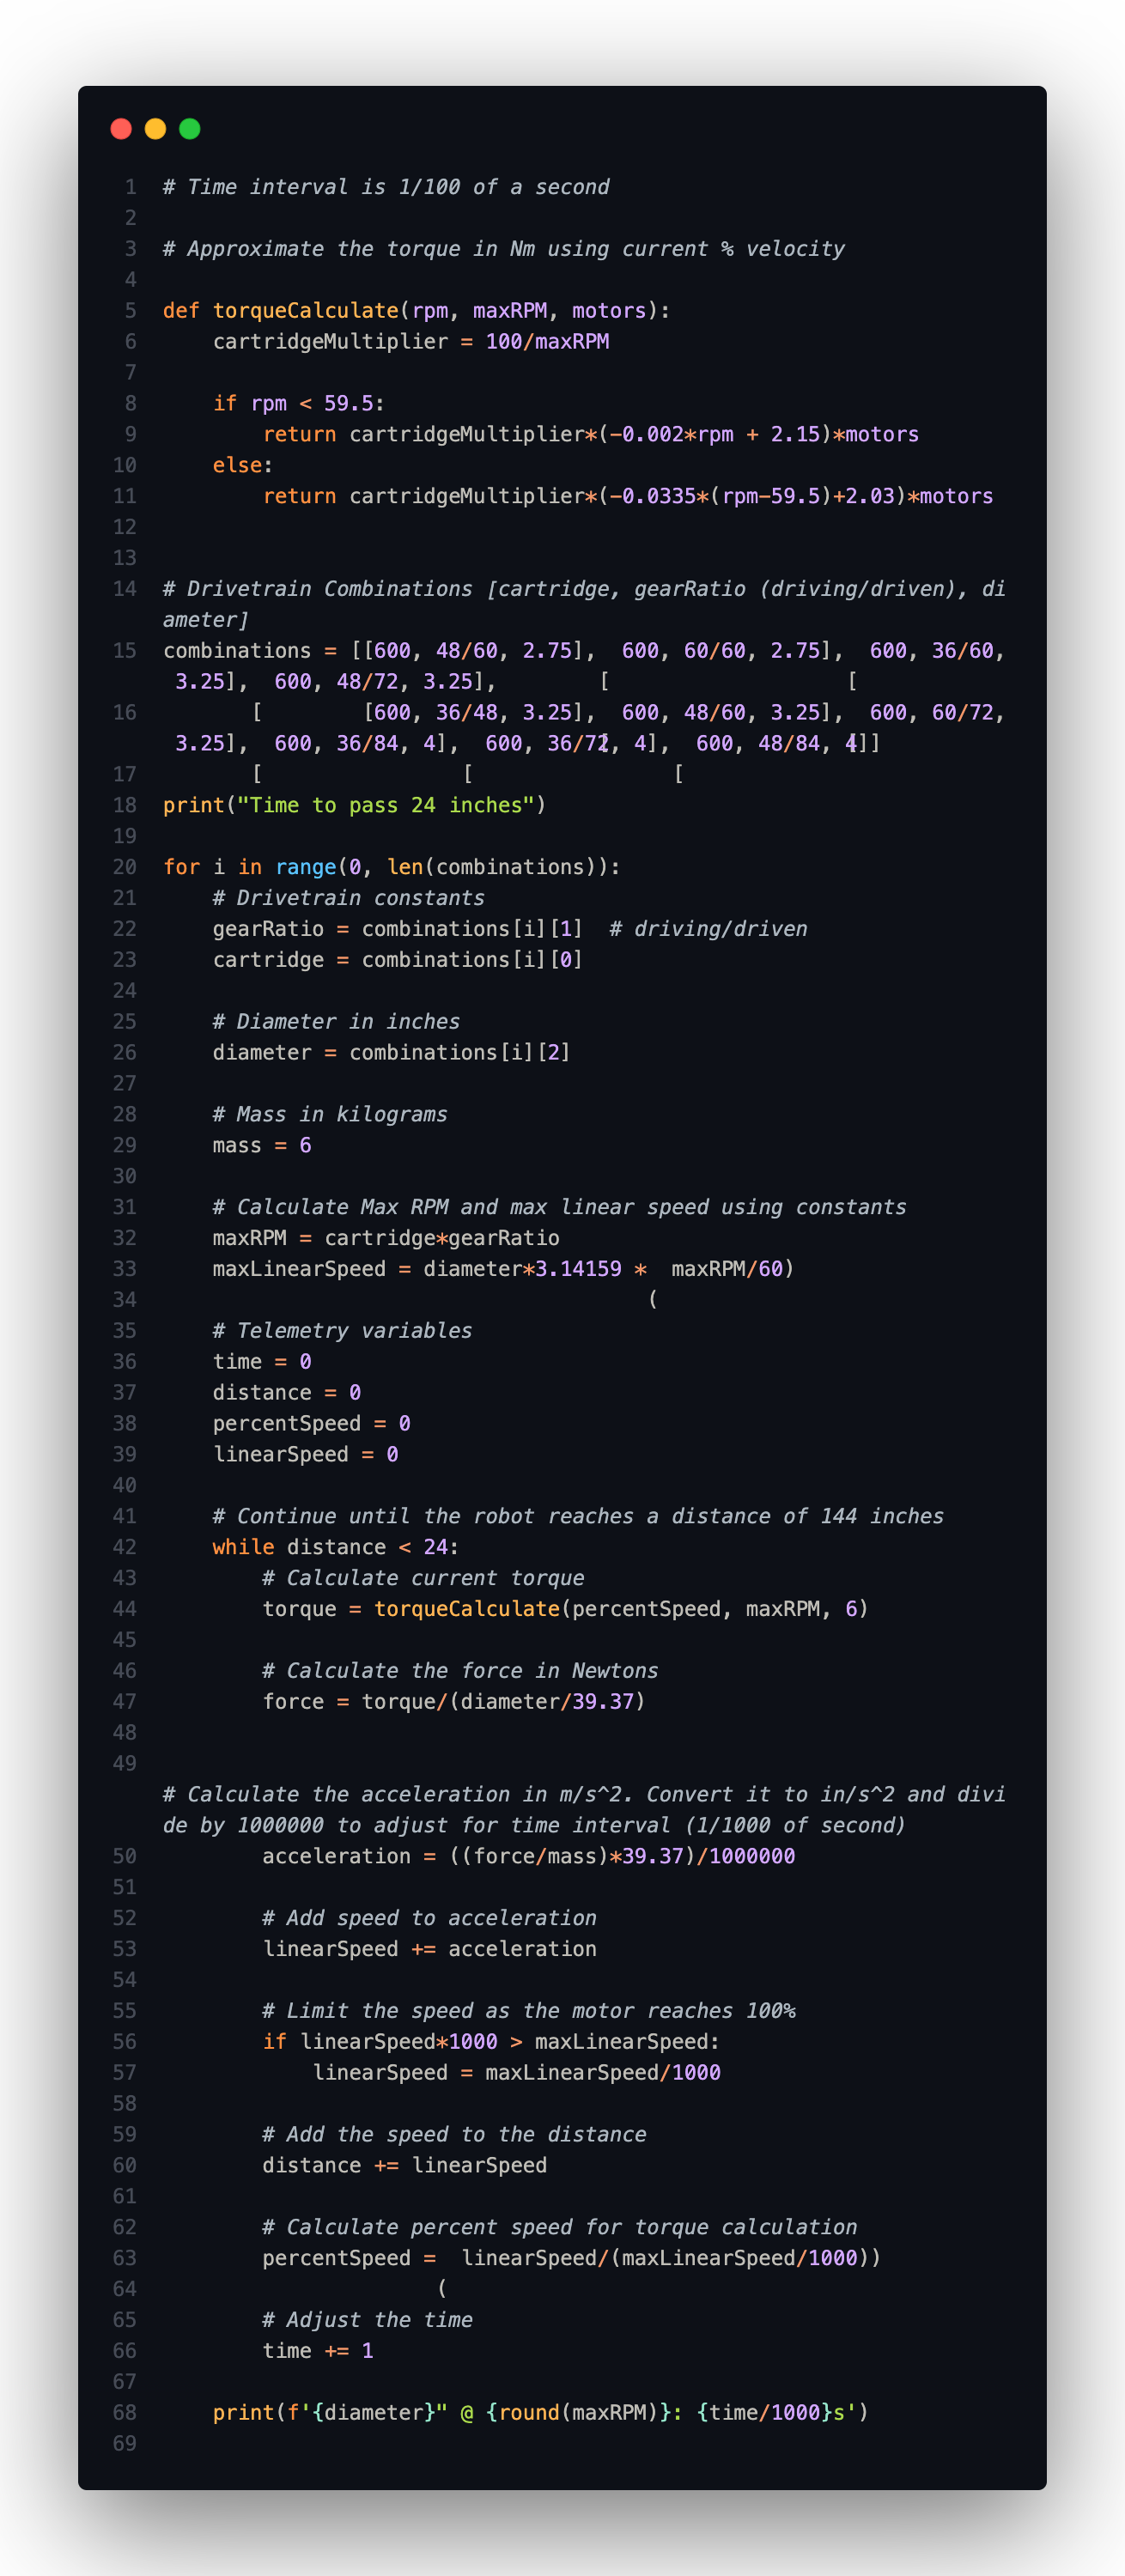 1 # Time interval is 1/100 of a second
2
3 # Approximate the torque in Nm using current % velocity
4
5 def torqueCalculate(rpm, maxRPM, motors):
6     cartridgeMultiplier = 100/maxRPM
7
8     if rpm < 59.5:
9         return cartridgeMultiplier*(-0.002*rpm + 2.15)*motors
10     else:
11         return cartridgeMultiplier*(-0.0335*(rpm-59.5)+2.03)*motors
12
13
14 # Drivetrain Combinations [cartridge, gearRatio (driving/driven), di
ameter]
15 combinations = [[600, 48/60, 2.75],  600, 60/60, 2.75],  600, 36/60,
 3.25],  600, 48/72, 3.25],        [                   [
16        [        [600, 36/48, 3.25],  600, 48/60, 3.25],  600, 60/72,
 3.25],  600, 36/84, 4],  600, 36/72[, 4],  600, 48/84, 4[]]
17        [                [                [
18 print("Time to pass 24 inches")
19
20 for i in range(0, len(combinations)):
21     # Drivetrain constants
22     gearRatio = combinations[i][1]  # driving/driven
23     cartridge = combinations[i][0]
24
25     # Diameter in inches
26     diameter = combinations[i][2]
27
28     # Mass in kilograms
29     mass = 6
30
31     # Calculate Max RPM and max linear speed using constants
32     maxRPM = cartridge*gearRatio
33     maxLinearSpeed = diameter*3.14159 *  maxRPM/60)
34                                        (
35     # Telemetry variables
36     time = 0
37     distance = 0
38     percentSpeed = 0
39     linearSpeed = 0
40
41     # Continue until the robot reaches a distance of 144 inches
42     while distance < 24:
43         # Calculate current torque
44         torque = torqueCalculate(percentSpeed, maxRPM, 6)
45
46         # Calculate the force in Newtons
47         force = torque/(diameter/39.37)
48
49
# Calculate the acceleration in m/s^2. Convert it to in/s^2 and divi
de by 1000000 to adjust for time interval (1/1000 of second)
50         acceleration = ((force/mass)*39.37)/1000000
51
52         # Add speed to acceleration
53         linearSpeed += acceleration
54
55         # Limit the speed as the motor reaches 100%
56         if linearSpeed*1000 > maxLinearSpeed:
57             linearSpeed = maxLinearSpeed/1000
58
59         # Add the speed to the distance
60         distance += linearSpeed
61
62         # Calculate percent speed for torque calculation
63         percentSpeed =  linearSpeed/(maxLinearSpeed/1000))
64                       (
65         # Adjust the time
66         time += 1
67
68     print(f'{diameter}" @ {round(maxRPM)}: {time/1000}s')
69